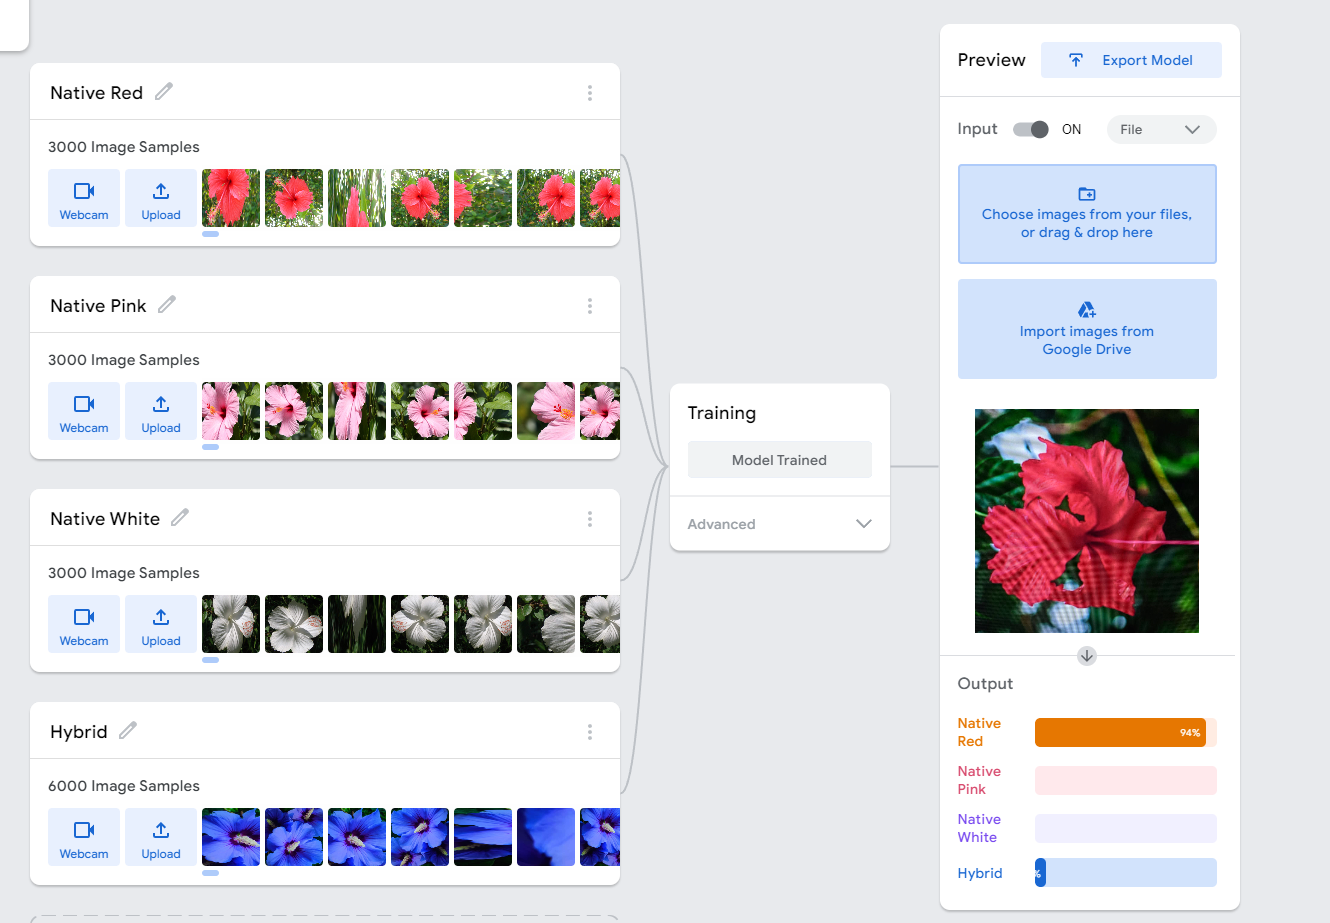 Native Red
3000 Image Samples
Webcam
Upload
Native Pink
3000 Image Samples
Webcam
Upload
Native White
3000 Image Samples
Webcam
Upload
Hybrid
6000 Image Samples
Webcam
Upload
Training
Model Trained
Advanced
Preview
Export Model
Input
ON
File
Choose images from your files,
or drag & drop here
Import images from
Google Drive
Output
Native
Red
94%
Native
Pink
Native
White
Hybrid
%